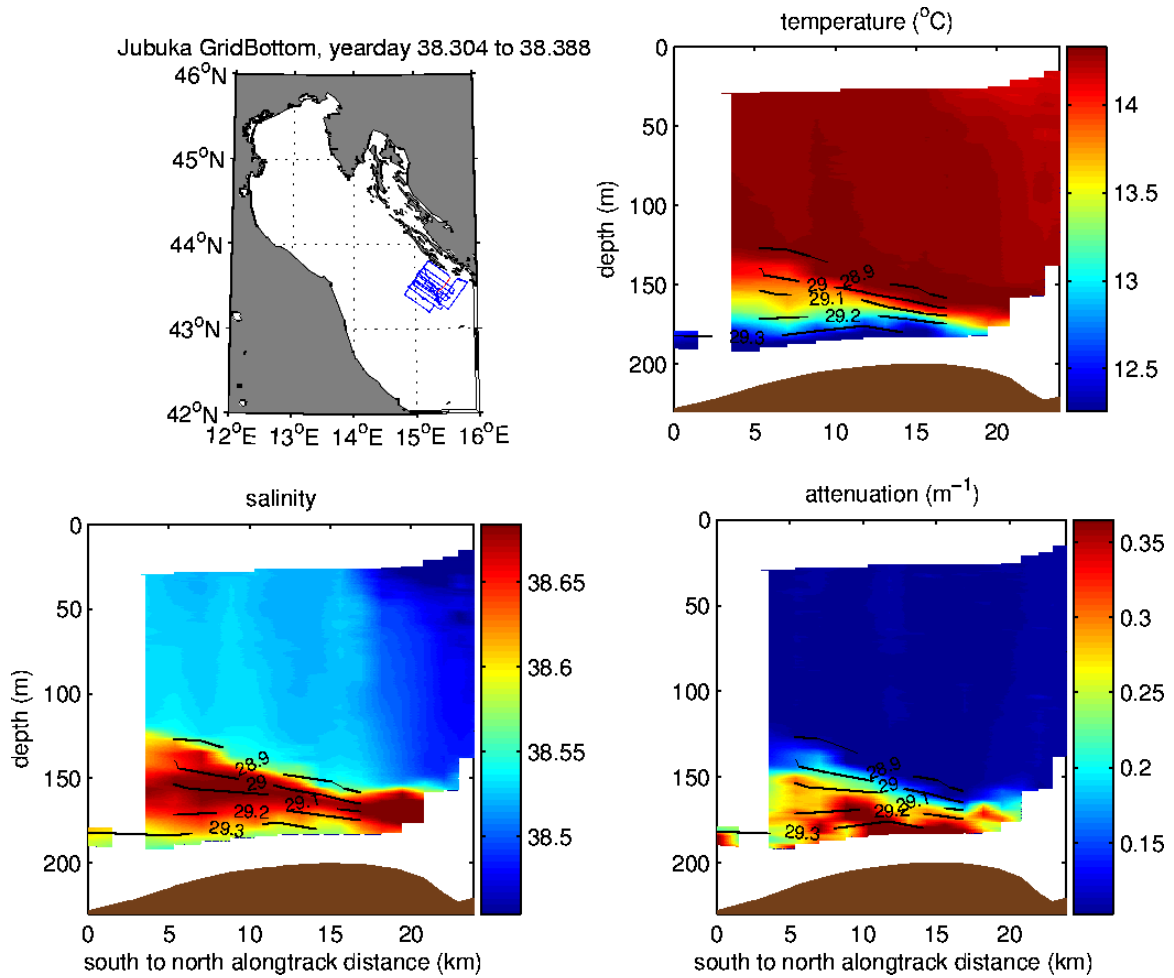 Jubuka GridBottom, yearday 38.304 to 38.388
46°N
45°N
44°N
43°N
42°N
12°E 13°E 14°E 15°E 16°E
temperature (°C)
depth (m)
0
50
100
150
200
0 5 10 15 20
28.9
29
29.1
29.2
29.3
14
13.5
13
12.5
salinity
depth (m)
0
50
100
150
200
0 5 10 15 20
south to north alongtrack distance (km)
28.9
29
29.1
29.2
29.3
38.65
38.6
38.55
38.5
attenuation (m⁻¹)
0
50
100
150
200
0 5 10 15 20
south to north alongtrack distance (km)
28.9
29
29.1
29.2
29.3
0.35
0.3
0.25
0.2
0.15